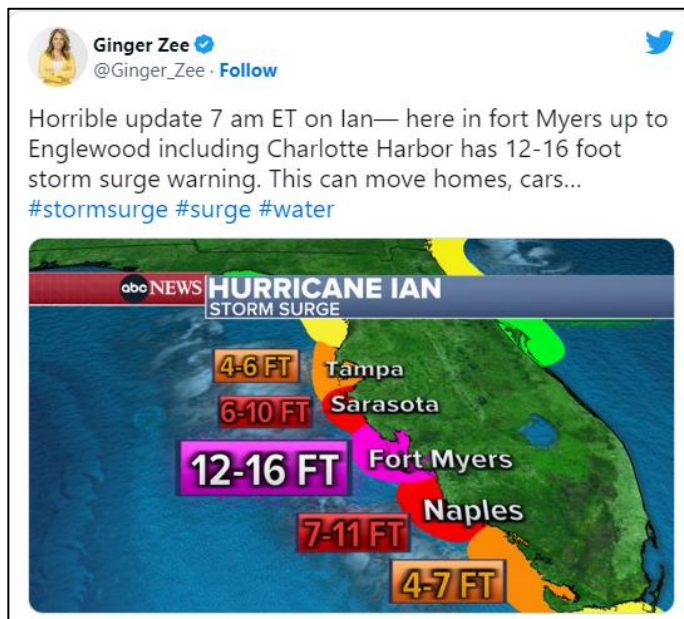 Ginger Zee
@Ginger_Zee · Follow
Horrible update 7 am ET on Ian— here in fort Myers up to
Englewood including Charlotte Harbor has 12-16 foot
storm surge warning. This can move homes, cars...
#stormsurge #surge #water
abc NEWS HURRICANE IAN
STORM SURGE
4-6 FT Tampa
6-10 FT Sarasota
12-16 FT Fort Myers
7-11 FT Naples
4-7 FT